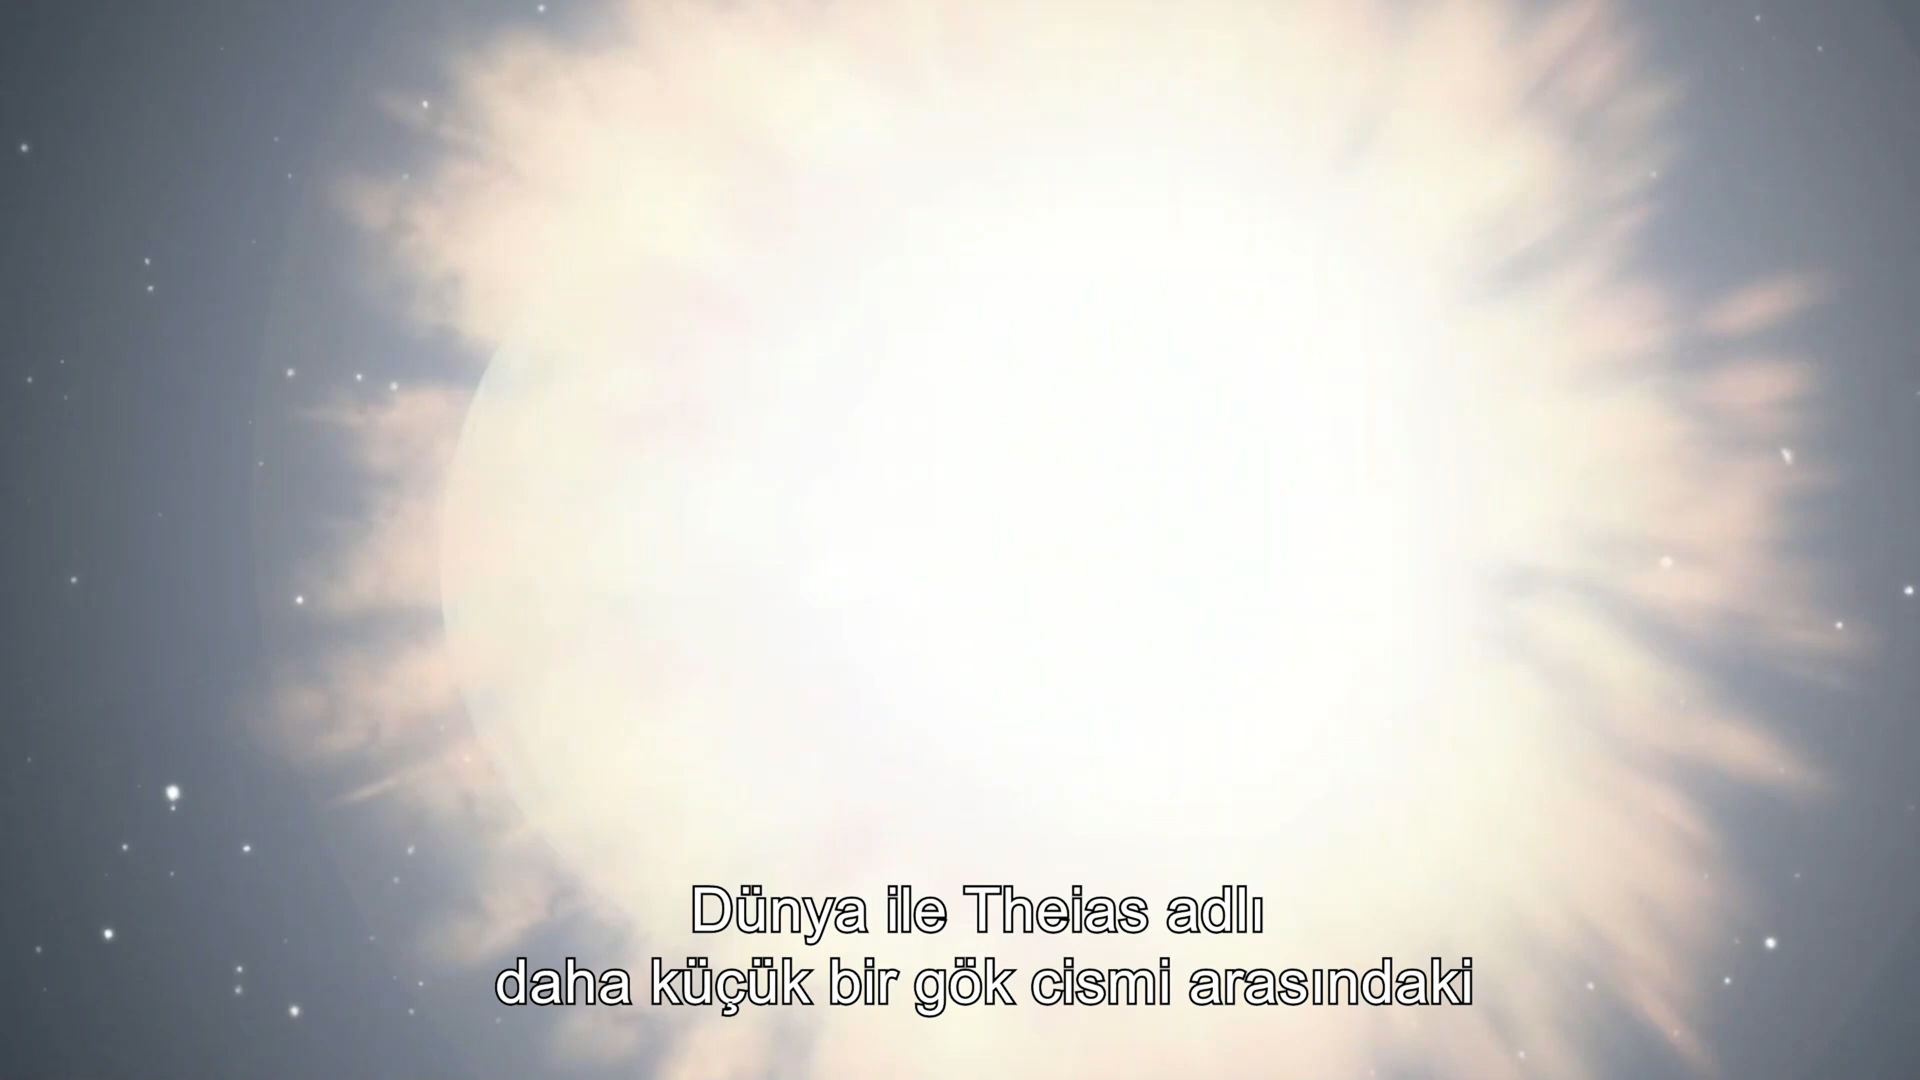 Dünya ile Theias adlı
daha küçük bir gök cismi arasındaki